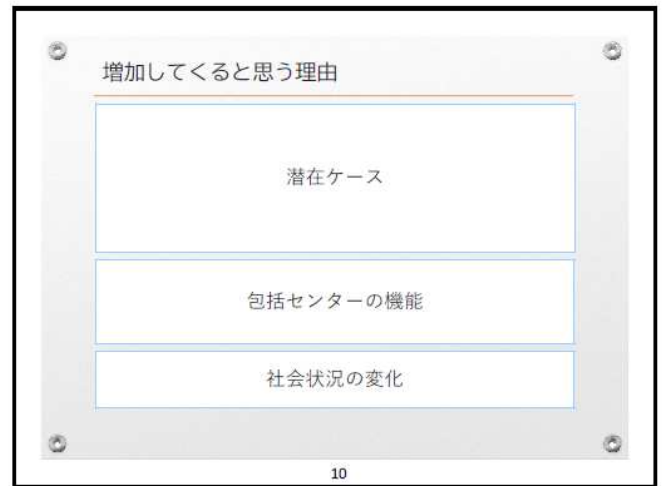 増加してくると思う理由
潜在ケース
包括センターの機能
社会状況の変化
10